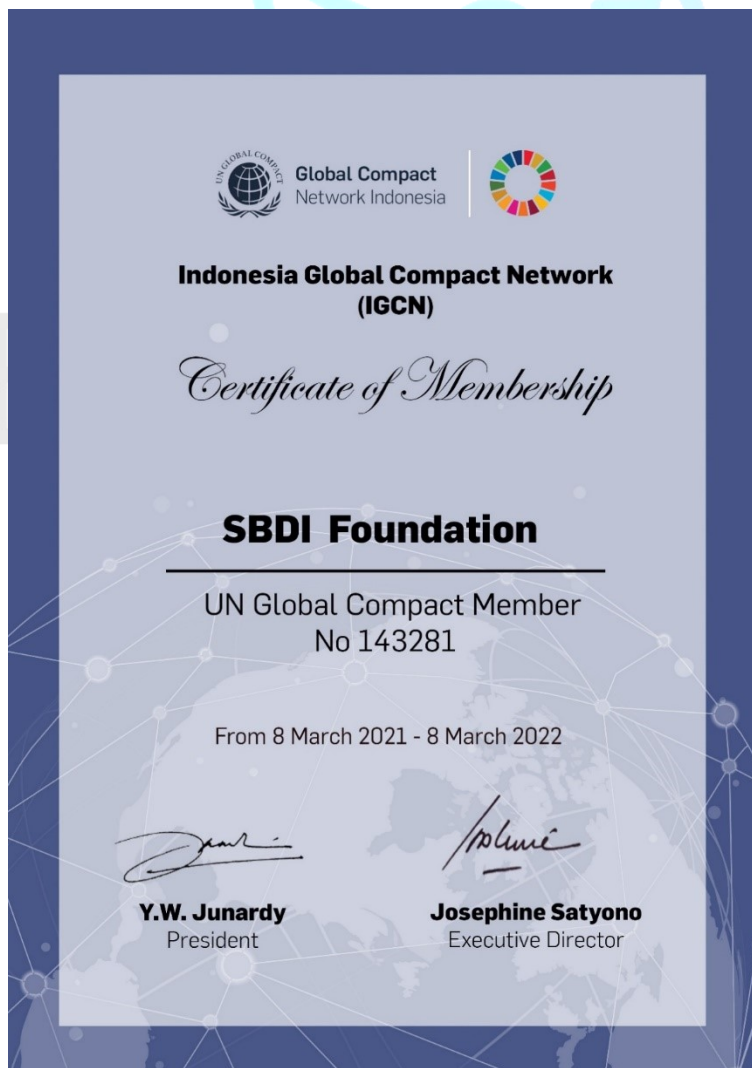 UN GLOBAL COMPACT
Global Compact
Network Indonesia
Indonesia Global Compact Network
(IGCN)
Certificate of Membership
SBDI Foundation
UN Global Compact Member
No 143281
From 8 March 2021 - 8 March 2022
Y.W. Junardy
President
Josephine Satyono
Executive Director